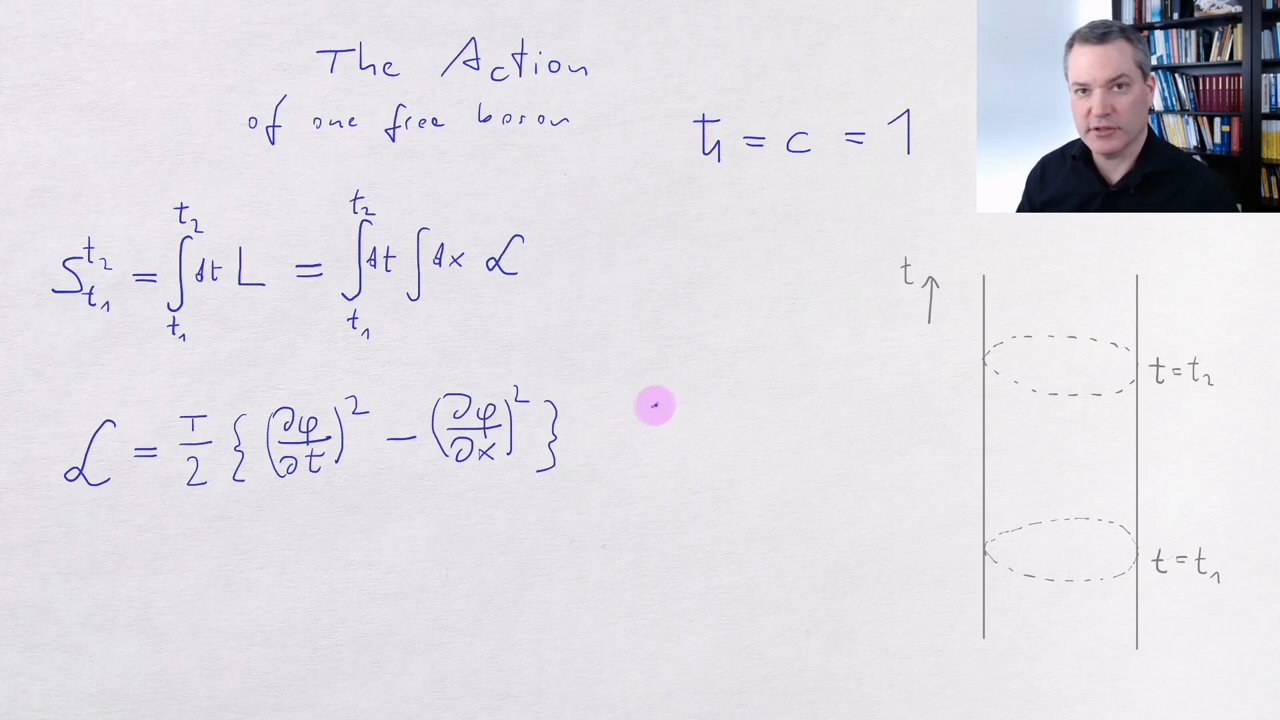 The Action
of one free boson
ħ = c = 1
S_{t₁}^{t₂} = ∫_{t₁}^{t₂} dt L = ∫_{t₁}^{t₂} dt ∫ dx ℒ
ℒ = T/2 { (∂φ/∂t)² − (∂φ/∂x)² }
t ↑
t = t₂
t = t₁